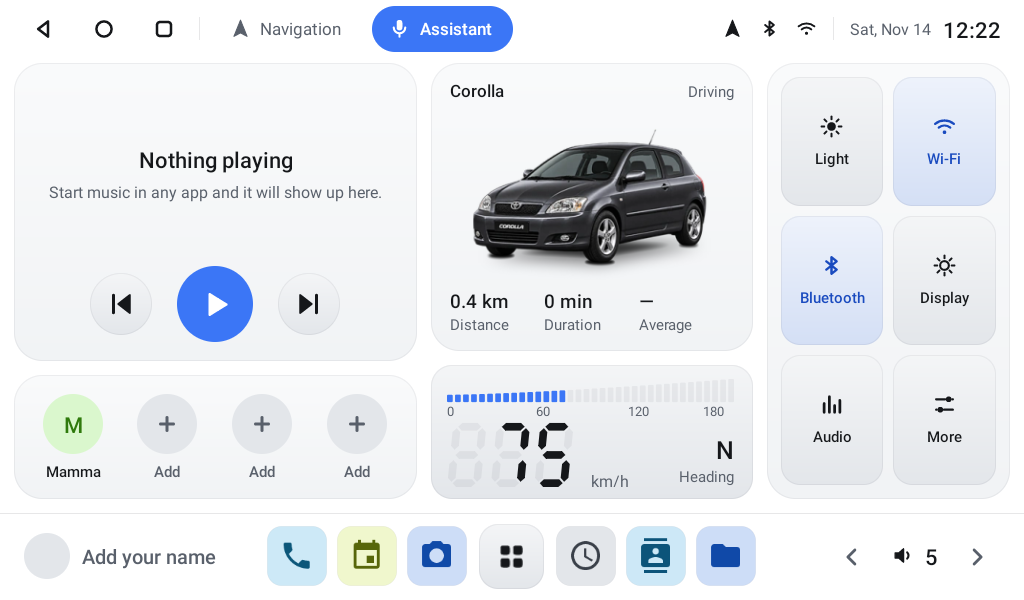 Navigation
Assistant
Sat, Nov 14
12:22
Nothing playing
Start music in any app and it will show up here.
M
Mamma
Add
Add
Add
Corolla
Driving
COROLLA
0.4 km
0 min
–
Distance
Duration
Average
0
60
120
180
75
km/h
N
Heading
Light
Wi-Fi
Bluetooth
Display
Audio
More
Add your name
5